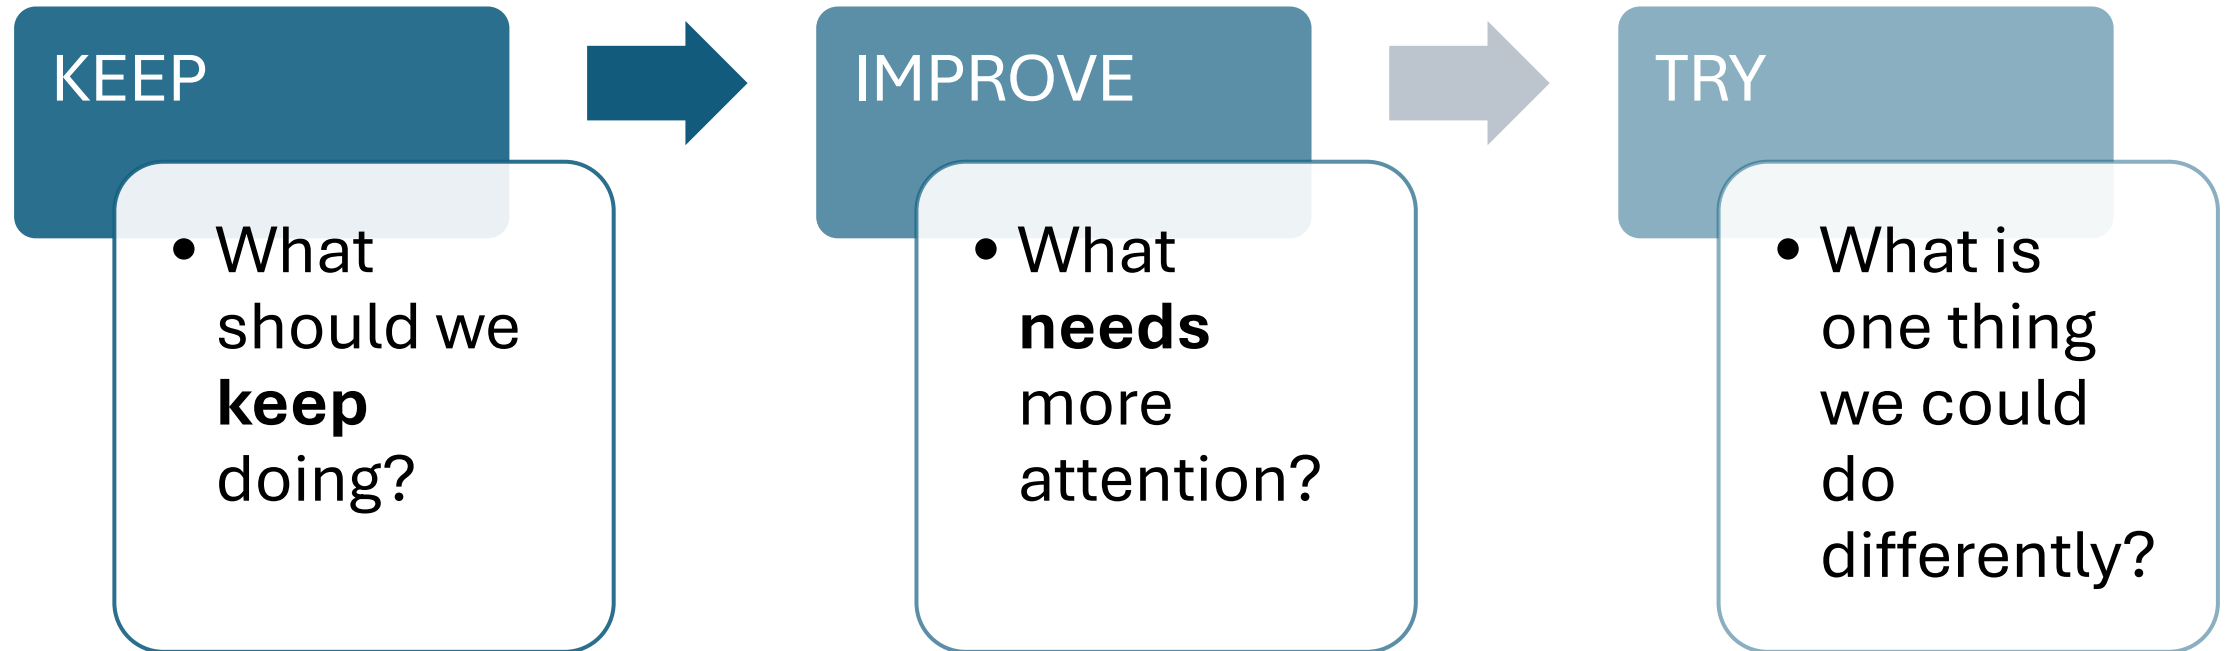 KEEP
• What
should we
keep
doing?
IMPROVE
• What
needs
more
attention?
TRY
• What is
one thing
we could
do
differently?